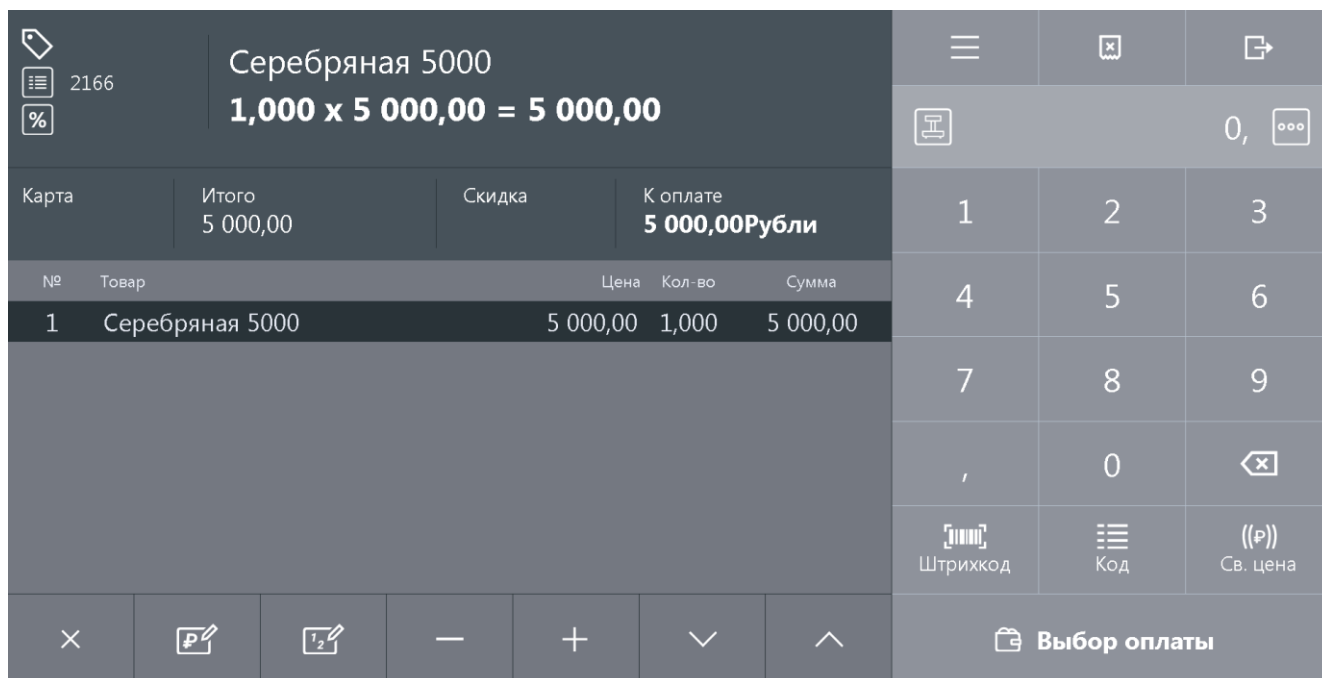 2166
%
Серебряная 5000
1,000 x 5 000,00 = 5 000,00
0,
Карта Итого Скидка К оплате
5 000,00 5 000,00Рубли
№ Товар Цена Кол-во Сумма
1 Серебряная 5000 5 000,00 1,000 5 000,00
1 2 3
4 5 6
7 8 9
, 0
((₽))
Штрихкод Код Св. цена
₽ 1 2
Выбор оплаты